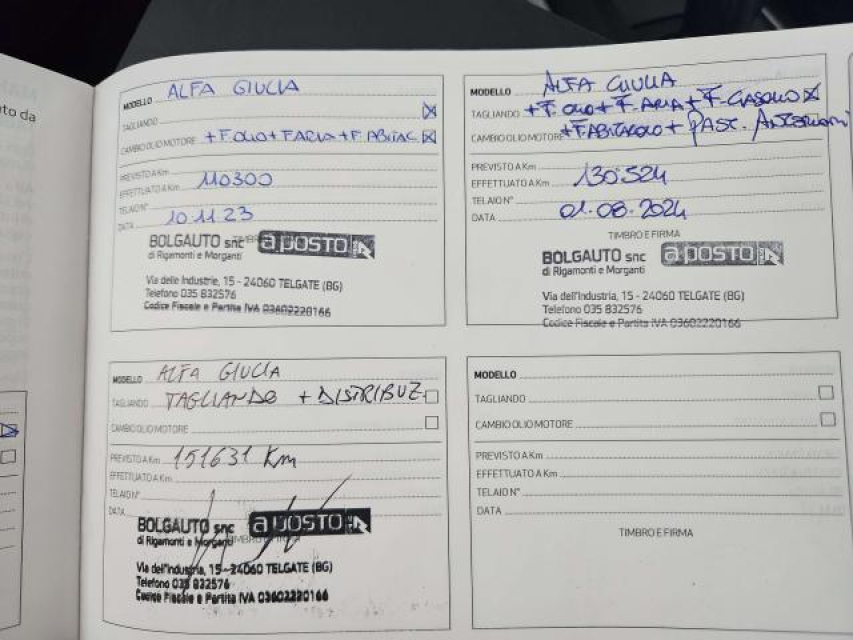 to da
MODELLO ALFA GIULIA
TAGLIANDO
CAMBIO OLIO MOTORE + F. OLIO + F ARIA + F. ABITAC
PREVISTO A Km
EFFETTUATO A Km 110300
TELAIO N°
DATA 10.11.23
BOLGAUTO snc a posto
di Rigamonti e Morganti
Via delle Industrie, 15 - 24060 TELGATE (BG)
Telefono 035 832576
Codice Fiscale e Partita IVA 03602220166
MODELLO ALFA GIULIA
TAGLIANDO + F. OLIO + F. ARIA + F. GASOLIO
CAMBIO OLIO MOTORE + F ABITACOLO + PAST. ANTERIORI
PREVISTO A Km
EFFETTUATO A Km 130.524
TELAIO N°
DATA 01.08.2024
TIMBRO E FIRMA
BOLGAUTO snc a posto
di Rigamonti e Morganti
Via dell'Industria, 15 - 24060 TELGATE (BG)
Telefono 035 832576
Codice Fiscale e Partita IVA 03602220166
MODELLO ALFA GIULIA
TAGLIANDO TAGLIANDO + DISTRIBUZ
CAMBIO OLIO MOTORE
PREVISTO A Km 151631 Km
EFFETTUATO A Km
TELAIO N°
DATA
BOLGAUTO snc a posto
di Rigamonti e Morganti
Via dell'Industria, 15 - 24060 TELGATE (BG)
Telefono 035 832576
Codice Fiscale e Partita IVA 03602220166
MODELLO
TAGLIANDO
CAMBIO OLIO MOTORE
PREVISTO A Km
EFFETTUATO A Km
TELAIO N°
DATA
TIMBRO E FIRMA